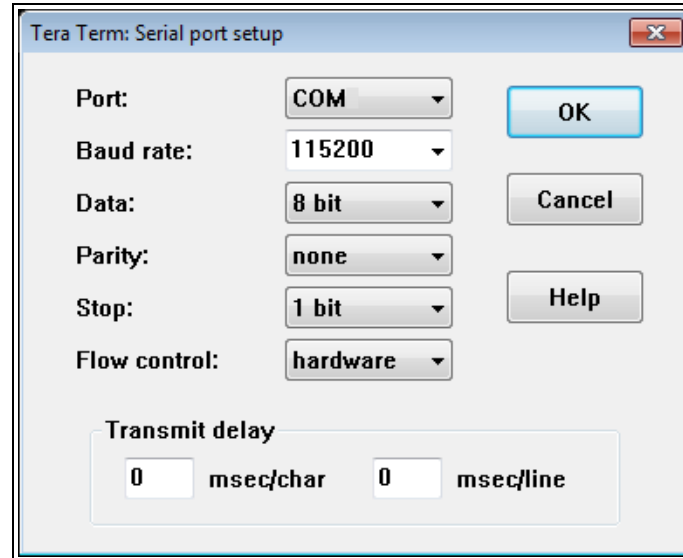 Tera Term: Serial port setup
Port: COM
OK
Baud rate: 115200
Data: 8 bit
Cancel
Parity: none
Stop: 1 bit
Help
Flow control: hardware
Transmit delay
0 msec/char 0 msec/line